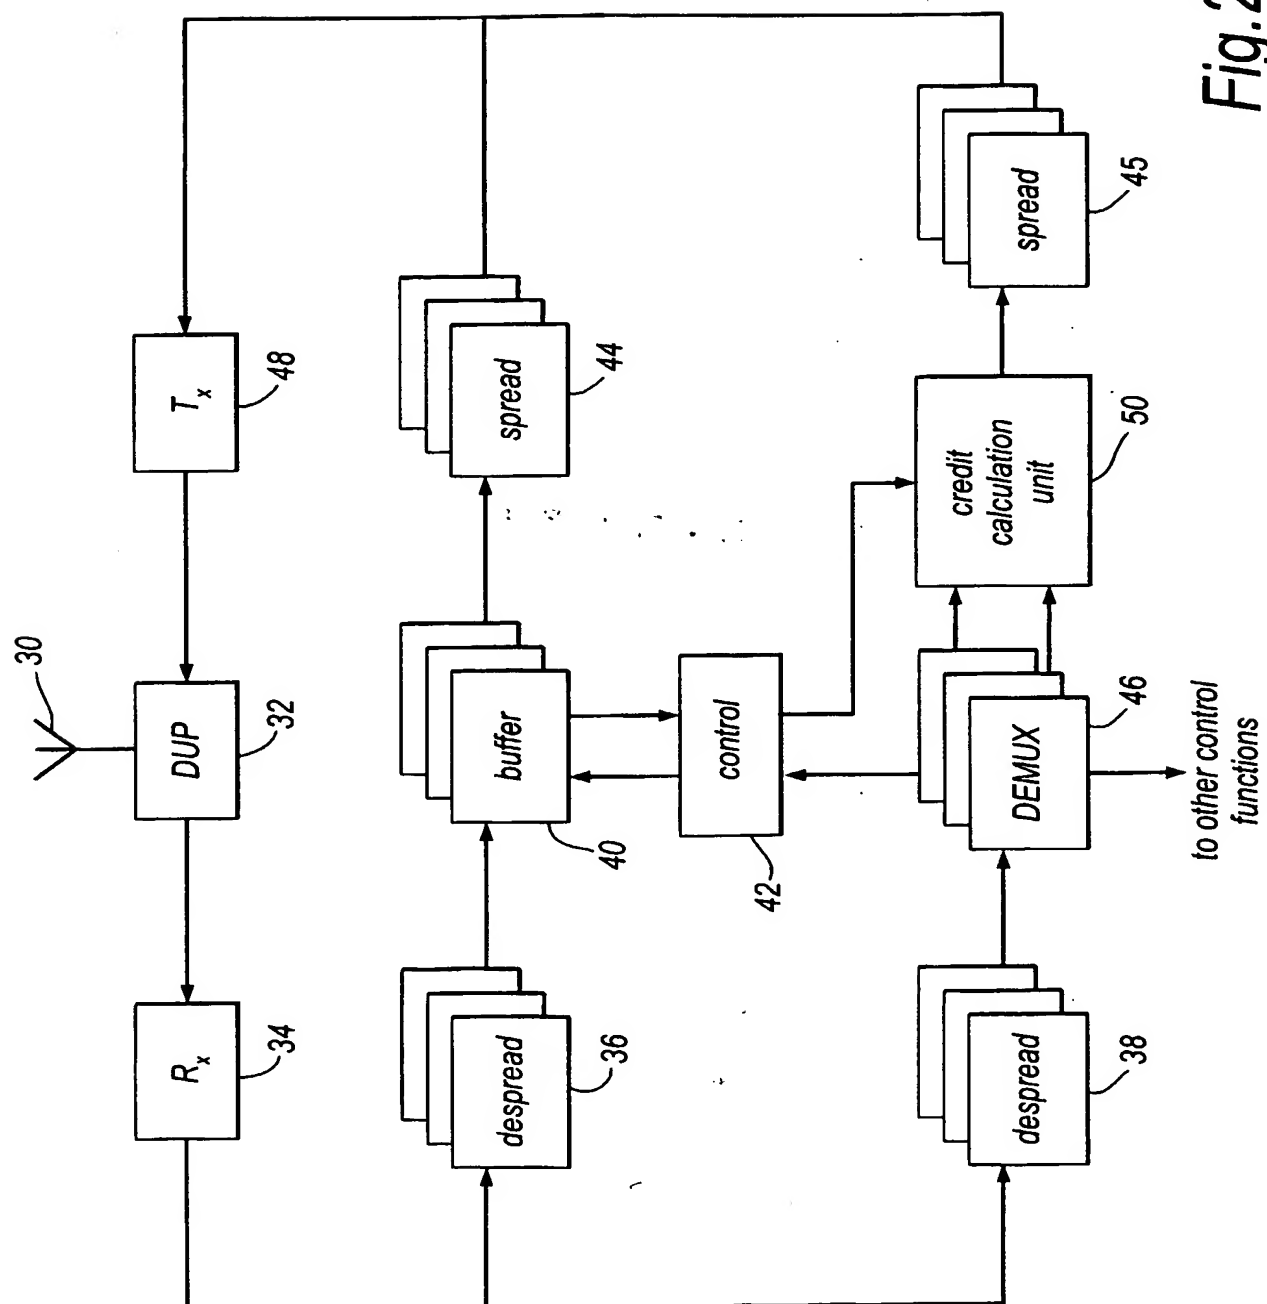 30
Rx
DUP
Tx
34
32
48
despread
buffer
spread
36
40
44
control
42
despread
DEMUX
credit
calculation
unit
spread
38
46
50
45
to other control
functions
Fig.2